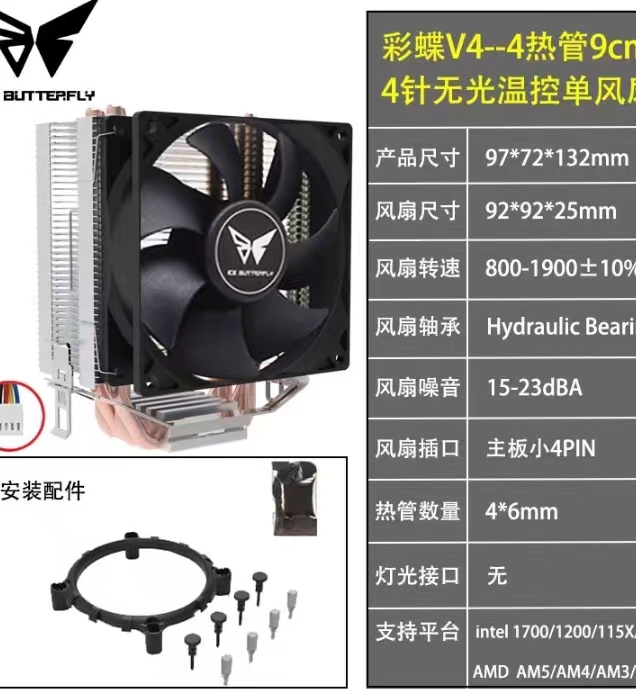 BUTTERFLY
彩蝶V4--4热管9cm
4针无光温控单风扇
产品尺寸 97*72*132mm
风扇尺寸 92*92*25mm
风扇转速 800-1900±10%
风扇轴承 Hydraulic Beari
风扇噪音 15-23dBA
风扇插口 主板小4PIN
热管数量 4*6mm
灯光接口 无
支持平台 intel 1700/1200/115X/
AMD AM5/AM4/AM3/
ICE BUTTERFLY
安装配件